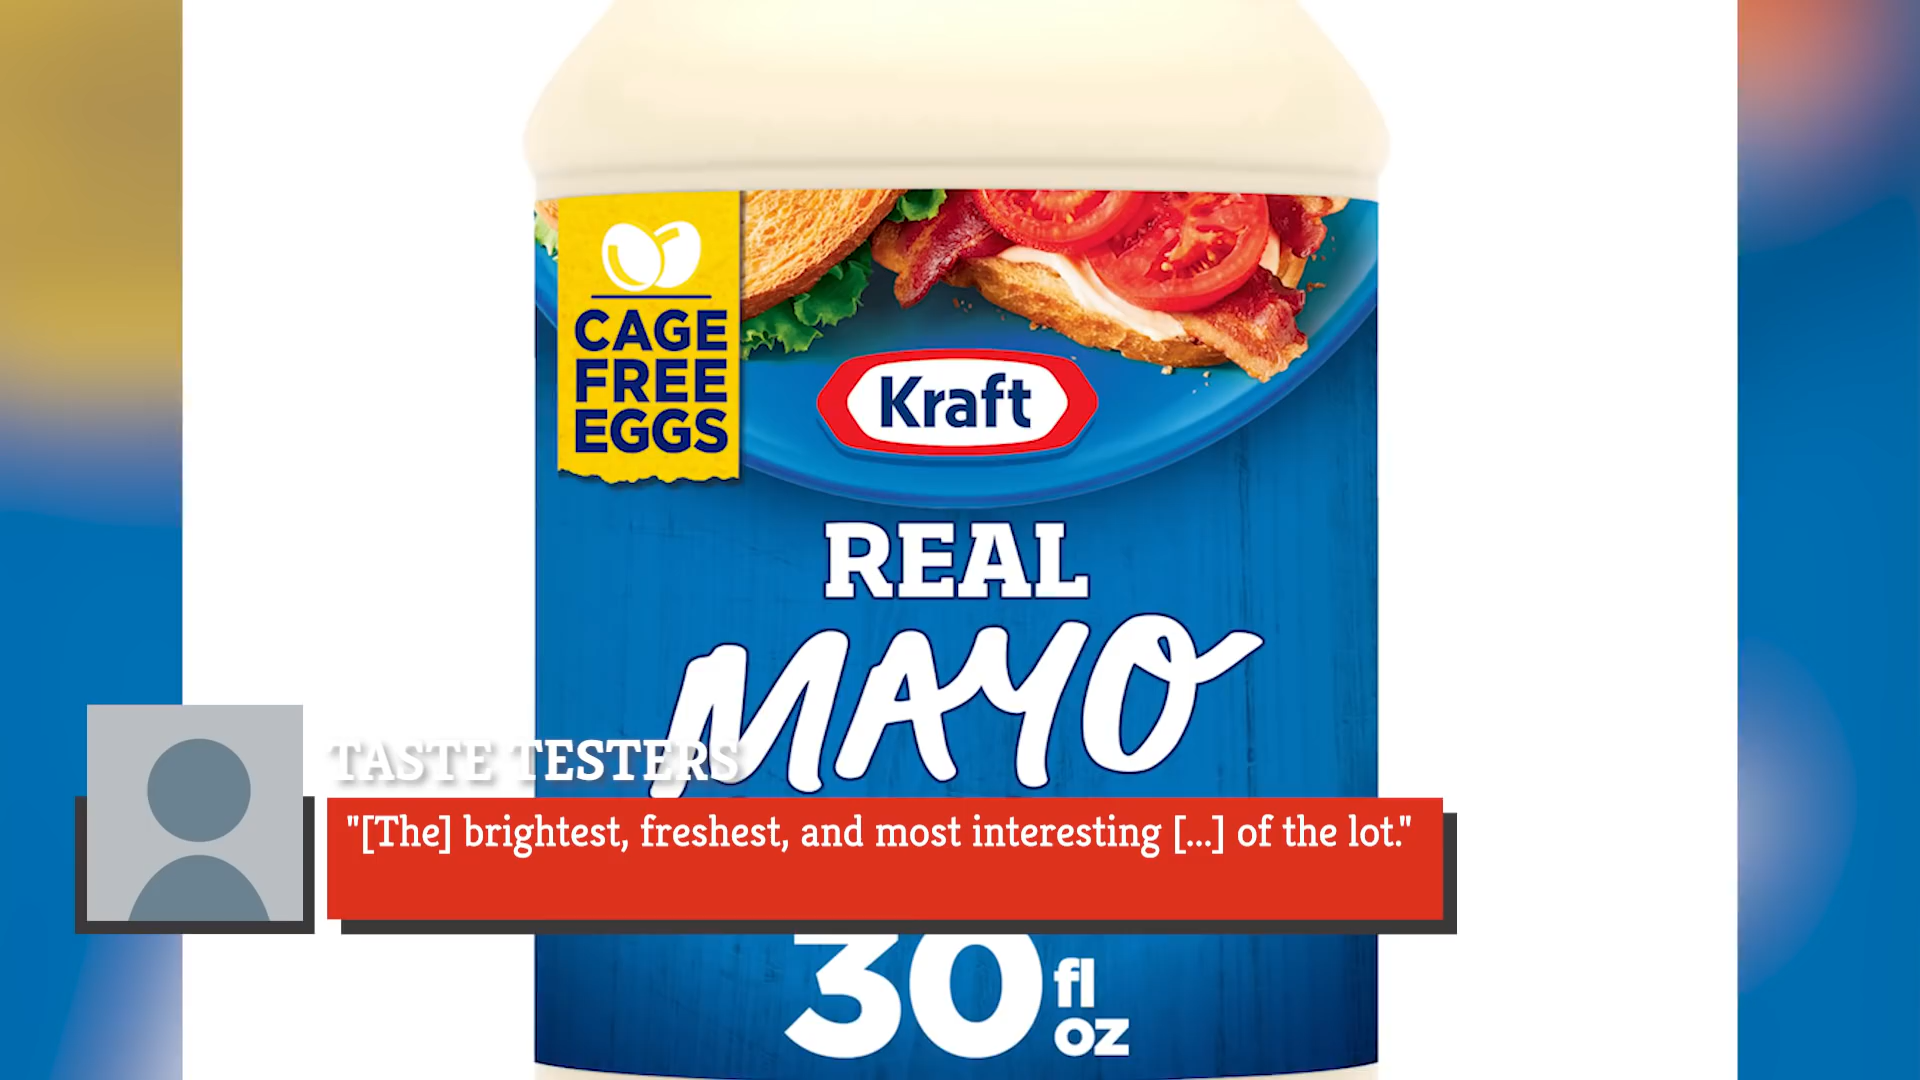 CAGE
FREE
EGGS
Kraft
REAL
MAYO
TASTE TESTERS
"[The] brightest, freshest, and most interesting [...] of the lot."
30 fl oz